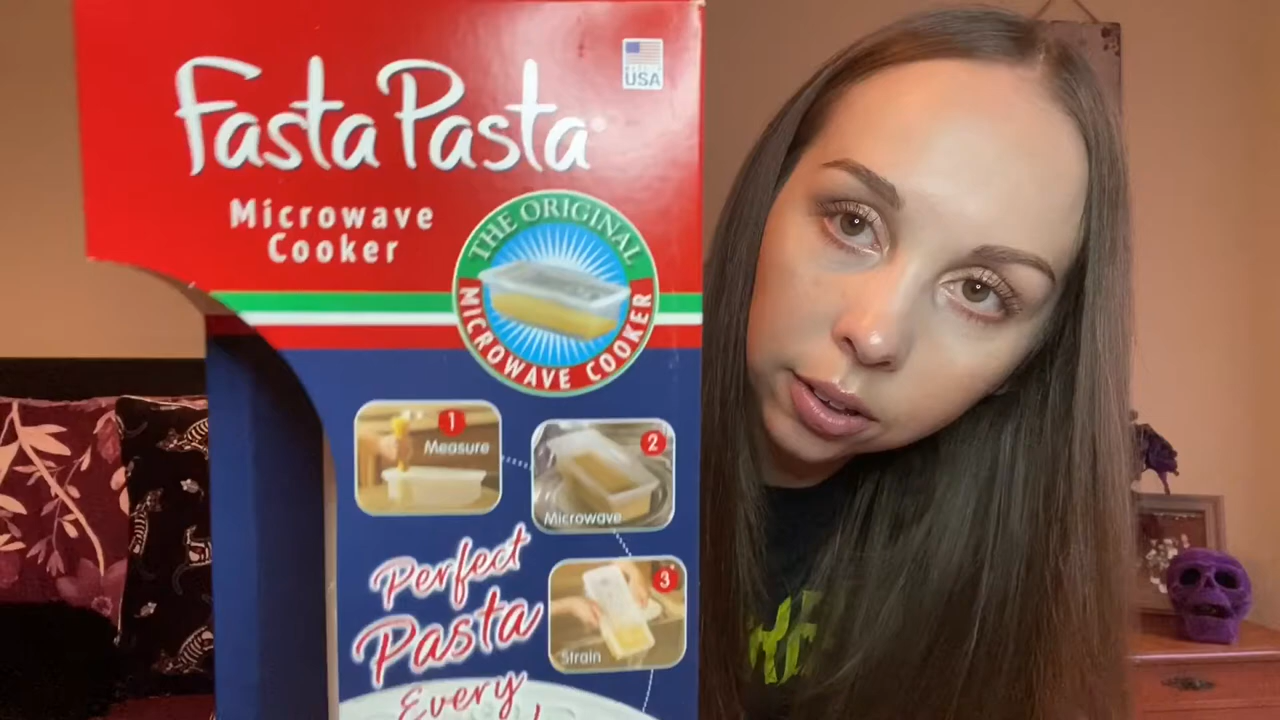 Fasta Pasta®
USA
Microwave
Cooker
THE ORIGINAL
MICROWAVE COOKER
1
Measure
2
Microwave
3
Strain
Perfect
Pasta
Every